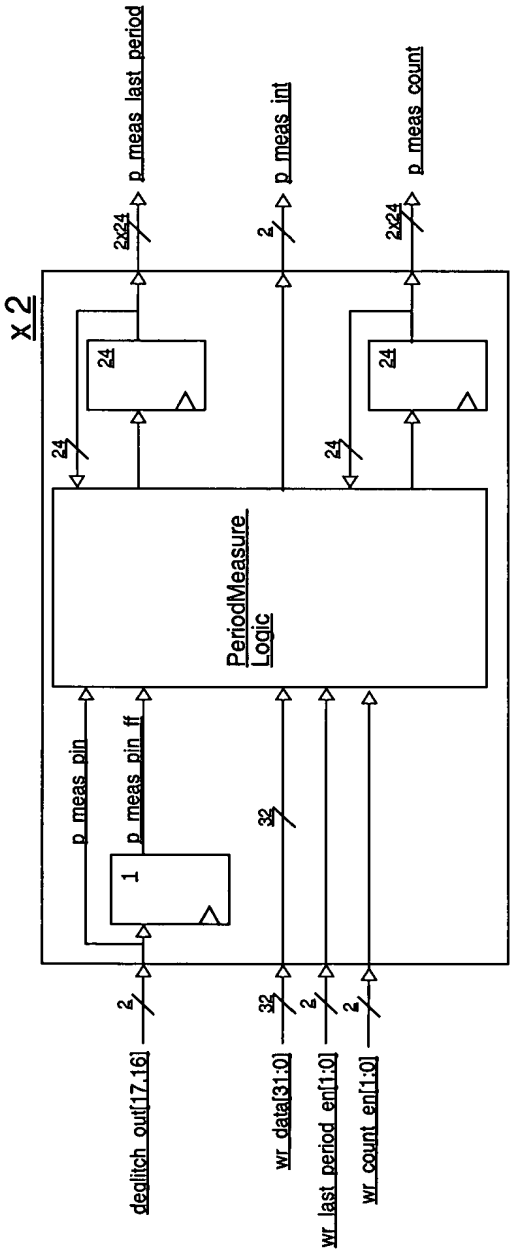 x 2
deglitch_out[17,16]
2
p_meas_pin
1
p_meas_pin_ff
wr_data[31:0]
32
32
wr_last_period_en[1:0]
2
wr_count_en[1:0]
2
PeriodMeasure
Logic
24
24
2x24
p_meas_last_period
2
p_meas_int
24
24
2x24
p_meas_count